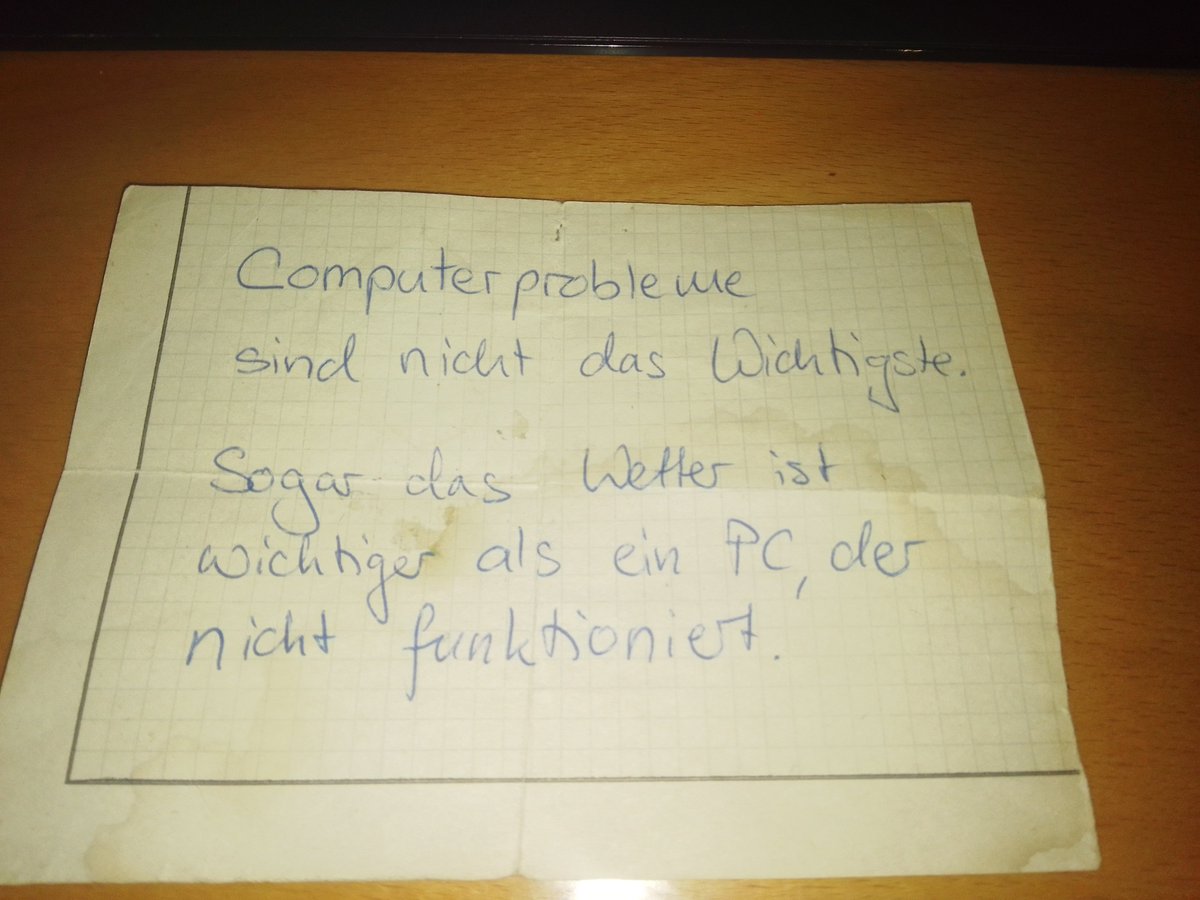 Computerprobleme
sind nicht das Wichtigste.
Sogar das Wetter ist
wichtiger als ein PC, der
nicht funktioniert.